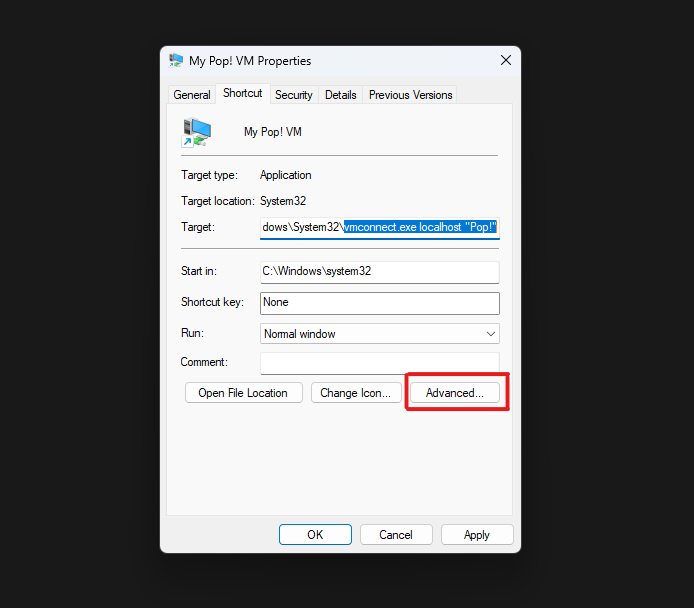 My Pop! VM Properties
General Shortcut Security Details Previous Versions
My Pop! VM
Target type: Application
Target location: System32
Target: dows\System32\vmconnect.exe localhost "Pop!"
Start in: C:\Windows\system32
Shortcut key: None
Run: Normal window
Comment:
Open File Location Change Icon... Advanced...
OK Cancel Apply